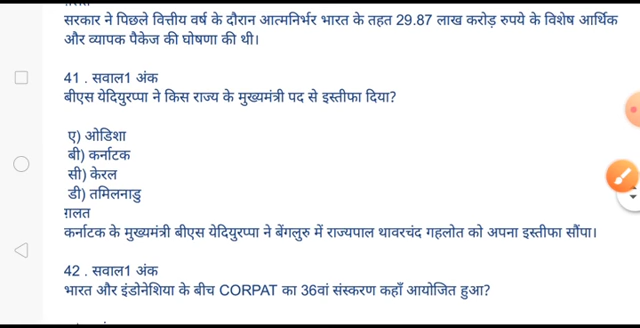 सरकार ने पिछले वित्तीय वर्ष के दौरान आत्मनिर्भर भारत के तहत 29.87 लाख करोड़ रुपये के विशेष आर्थिक
और व्यापक पैकेज की घोषणा की थी।
41 . सवाल1 अंक
बीएस येदियुरप्पा ने किस राज्य के मुख्यमंत्री पद से इस्तीफा दिया?
ए) ओडिशा
बी) कर्नाटक
सी) केरल
डी) तमिलनाडु
ग़लत
कर्नाटक के मुख्यमंत्री बीएस येदियुरप्पा ने बेंगलुरु में राज्यपाल थावरचंद गहलोत को अपना इस्तीफा सौंपा।
42 . सवाल1 अंक
भारत और इंडोनेशिया के बीच CORPAT का 36वां संस्करण कहाँ आयोजित हुआ?